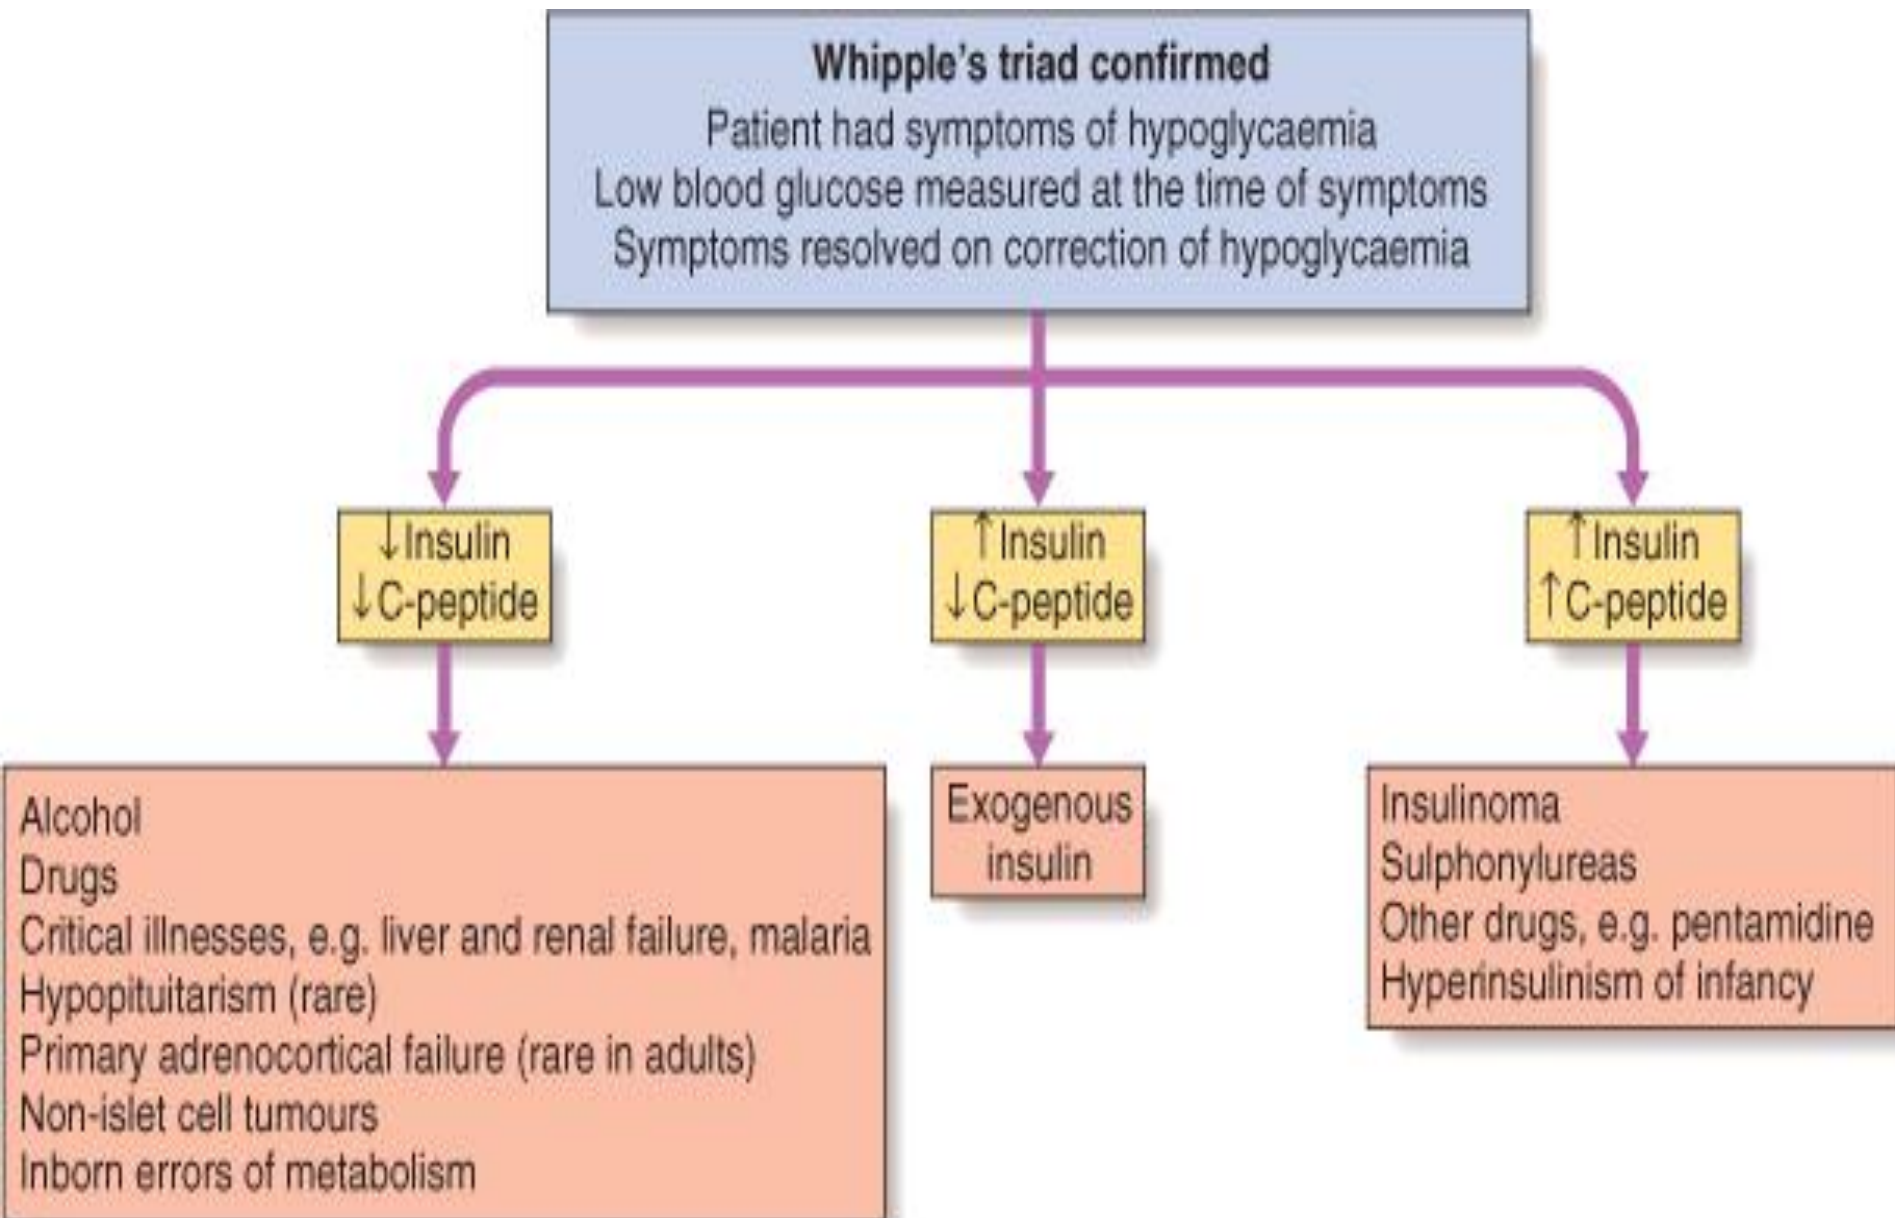 Whipple's triad confirmed
Patient had symptoms of hypoglycaemia
Low blood glucose measured at the time of symptoms
Symptoms resolved on correction of hypoglycaemia
↓Insulin
↓C-peptide
↑Insulin
↓C-peptide
↑Insulin
↑C-peptide
Alcohol
Drugs
Critical illnesses, e.g. liver and renal failure, malaria
Hypopituitarism (rare)
Primary adrenocortical failure (rare in adults)
Non-islet cell tumours
Inborn errors of metabolism
Exogenous
insulin
Insulinoma
Sulphonylureas
Other drugs, e.g. pentamidine
Hyperinsulinism of infancy